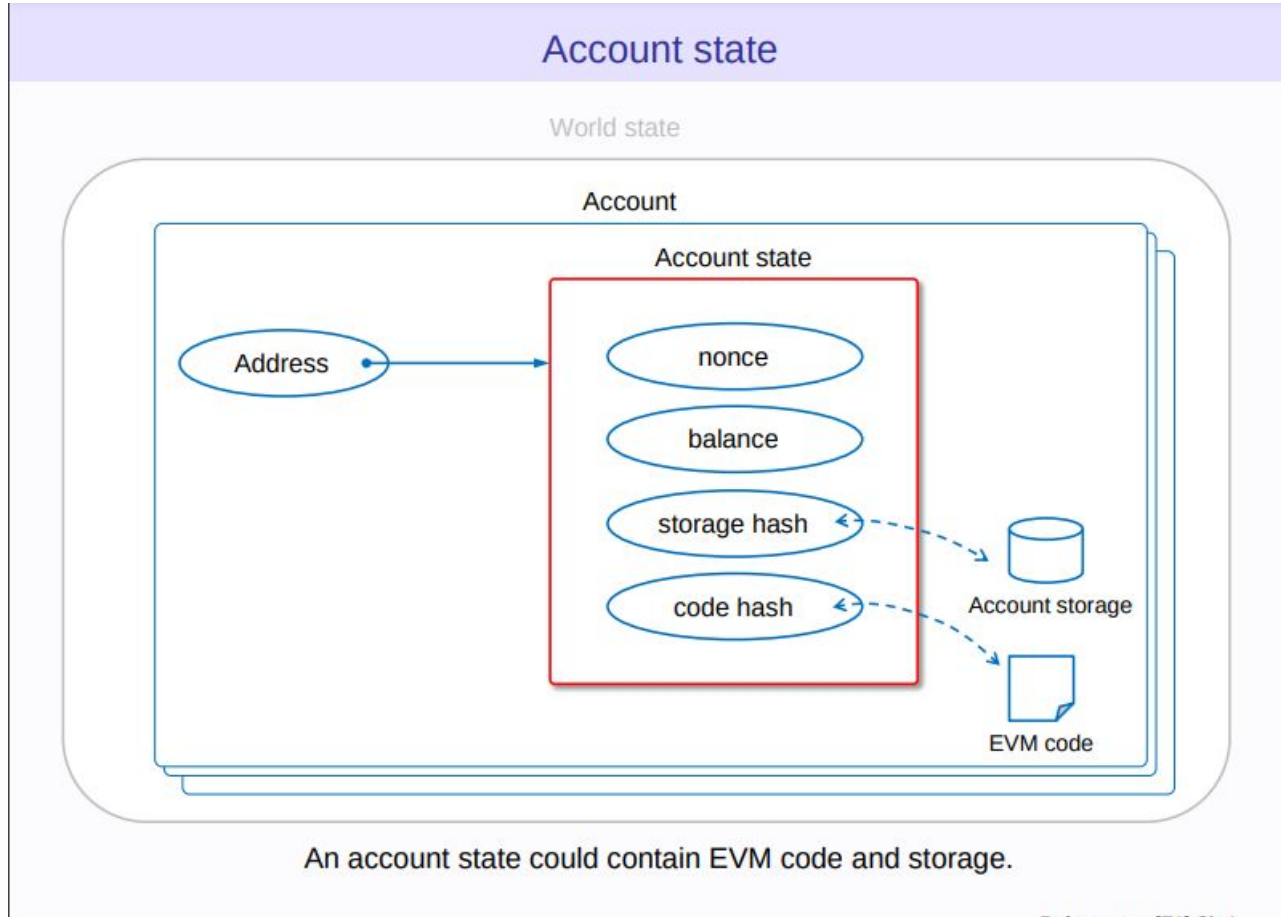 Account state
World state
Account
Account state
Address
nonce
balance
storage hash
code hash
Account storage
EVM code
An account state could contain EVM code and storage.